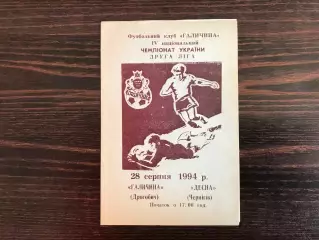 Футбольний клуб «ГАЛИЧИНА»
IV національний
ЧЕМПІОНАТ УКРАЇНИ
ДРУГА ЛІГА
28 серпня 1994 р.
«ГАЛИЧИНА» «ДЕСНА»
(Дрогобич) (Чернігів)
Початок о 17.00 год.